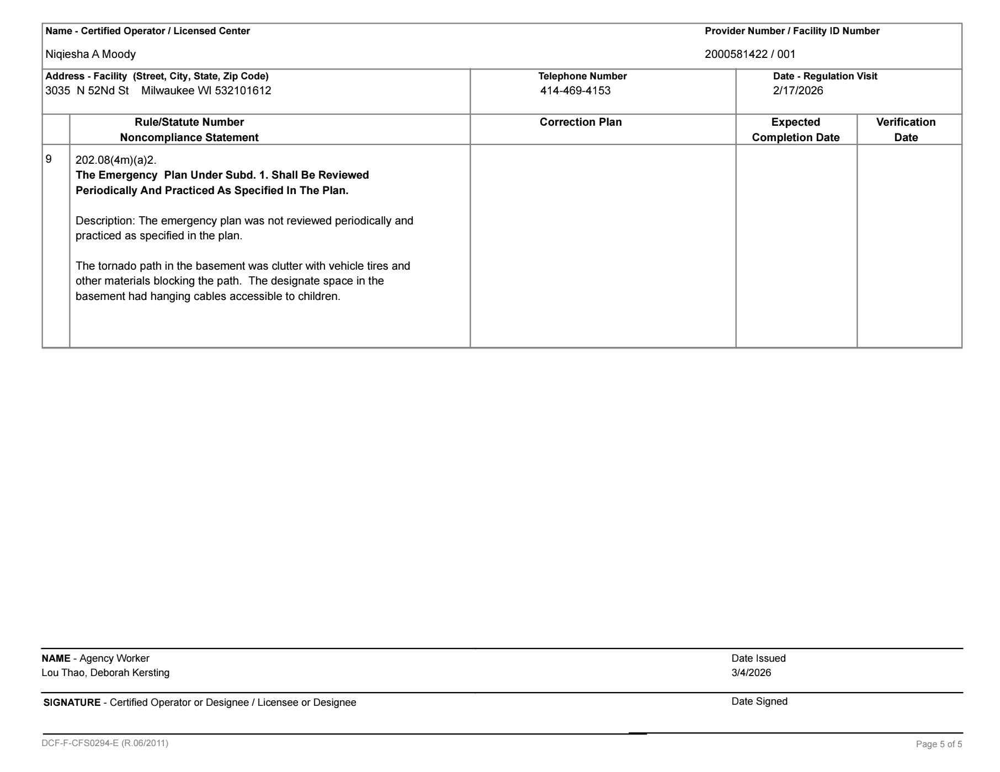 Name - Certified Operator / Licensed Center
Provider Number / Facility ID Number
Niqiesha A Moody
2000581422 / 001
Address - Facility (Street, City, State, Zip Code)
Telephone Number
Date - Regulation Visit
3035 N 52Nd St Milwaukee WI 532101612
414-469-4153
2/17/2026
Rule/Statute Number
Noncompliance Statement
Correction Plan
Expected
Completion Date
Verification
Date
9
202.08(4m)(a)2.
The Emergency Plan Under Subd. 1. Shall Be Reviewed
Periodically And Practiced As Specified In The Plan.
Description: The emergency plan was not reviewed periodically and
practiced as specified in the plan.
The tornado path in the basement was clutter with vehicle tires and
other materials blocking the path. The designate space in the
basement had hanging cables accessible to children.
NAME - Agency Worker
Date Issued
Lou Thao, Deborah Kersting
3/4/2026
SIGNATURE - Certified Operator or Designee / Licensee or Designee
Date Signed
DCF-F-CFS0294-E (R.06/2011)
Page 5 of 5